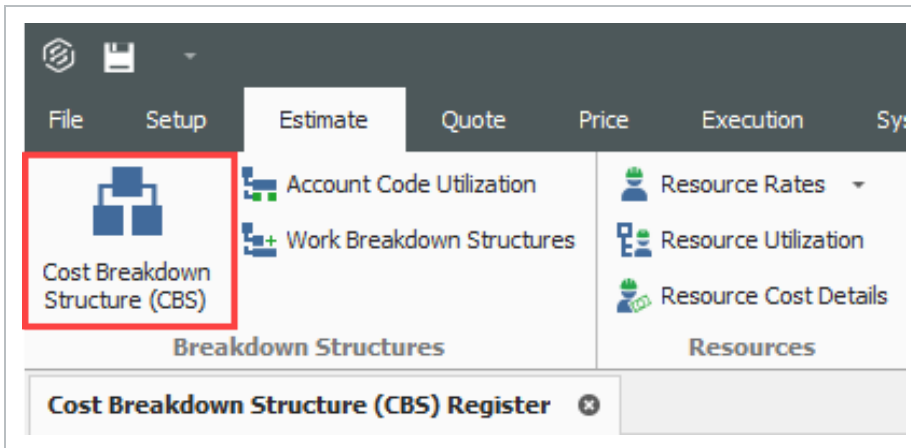 File Setup Estimate Quote Price Execution Sys
Account Code Utilization Resource Rates
Work Breakdown Structures Resource Utilization
Cost Breakdown
Structure (CBS)
Resource Cost Details
Breakdown Structures Resources
Cost Breakdown Structure (CBS) Register